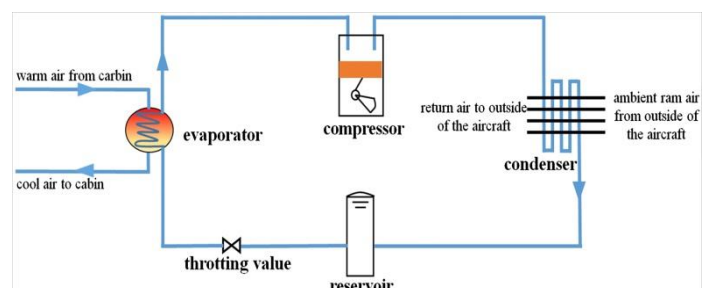 warm air from carbin
cool air to cabin
evaporator
compressor
return air to outside
of the aircraft
ambient ram air
from outside of
the aircraft
condenser
throtting value
reservoir